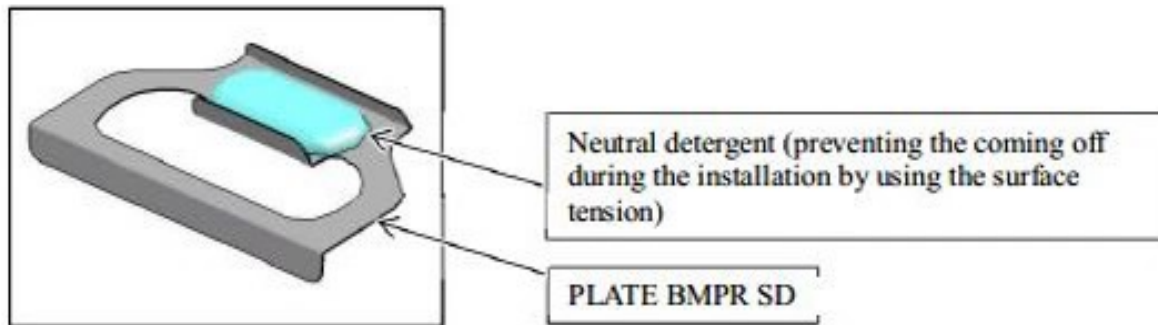 Neutral detergent (preventing the coming off
during the installation by using the surface
tension)
PLATE BMPR SD